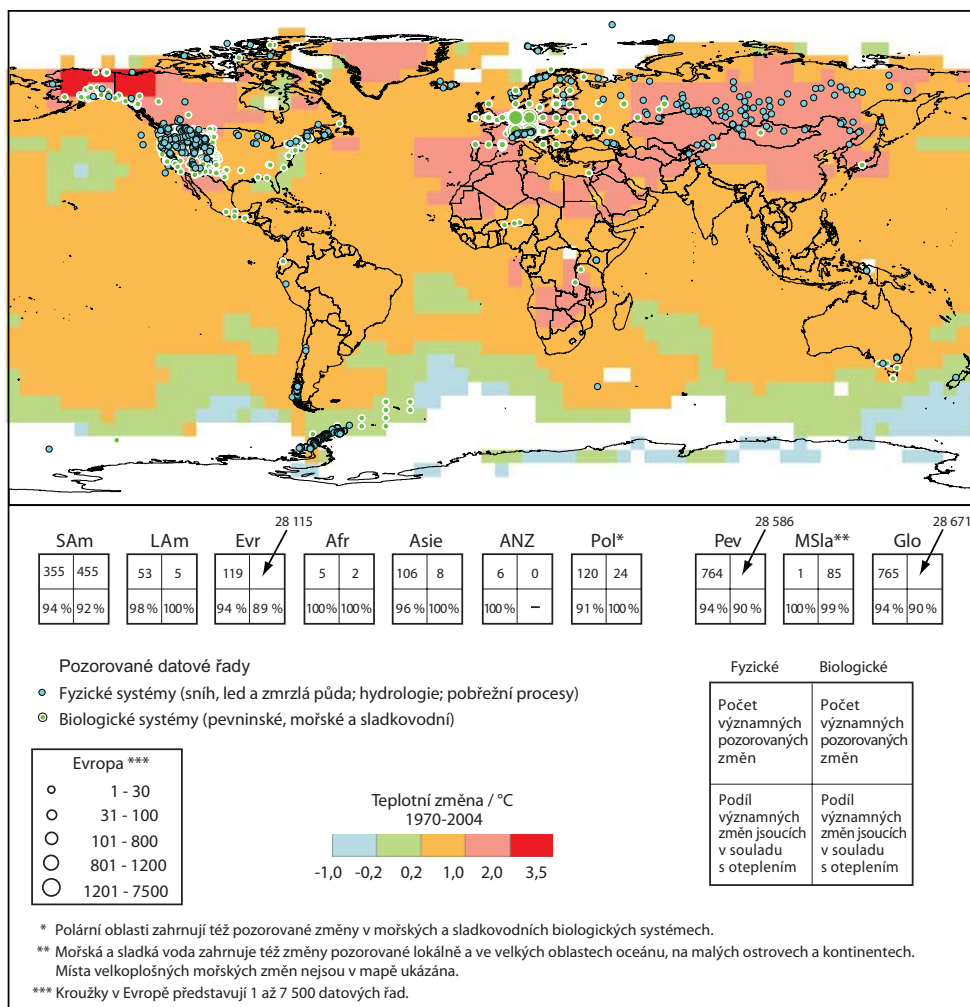 28 115
28 586
28 671
SAm LAm Evr Afr Asie ANZ Pol* Pev MSla** Glo
355 455 53 5 119 5 2 106 8 6 0 120 24 764 1 85 765
94 % 92 % 98 % 100 % 94 % 89 % 100 % 100 % 96 % 100 % 100 % – 91 % 100 % 94 % 90 % 100 % 99 % 94 % 90 %
Pozorované datové řady
Fyzické systémy (sníh, led a zmrzlá půda; hydrologie; pobřežní procesy)
Biologické systémy (pevninské, mořské a sladkovodní)
Evropa ***
1 - 30
31 - 100
101 - 800
801 - 1200
1201 - 7500
Teplotní změna / °C
1970-2004
-1,0 -0,2 0,2 1,0 2,0 3,5
Fyzické Biologické
Počet Počet
významných významných
pozorovaných pozorovaných
změn změn
Podíl Podíl
významných významných
změn jsoucích změn jsoucích
v souladu v souladu
s oteplením s oteplením
* Polární oblasti zahrnují též pozorované změny v mořských a sladkovodních biologických systémech.
** Mořská a sladká voda zahrnuje též změny pozorované lokálně a ve velkých oblastech oceánu, na malých ostrovech a kontinentech.
Místa velkoplošných mořských změn nejsou v mapě ukázána.
*** Kroužky v Evropě představují 1 až 7 500 datových řad.